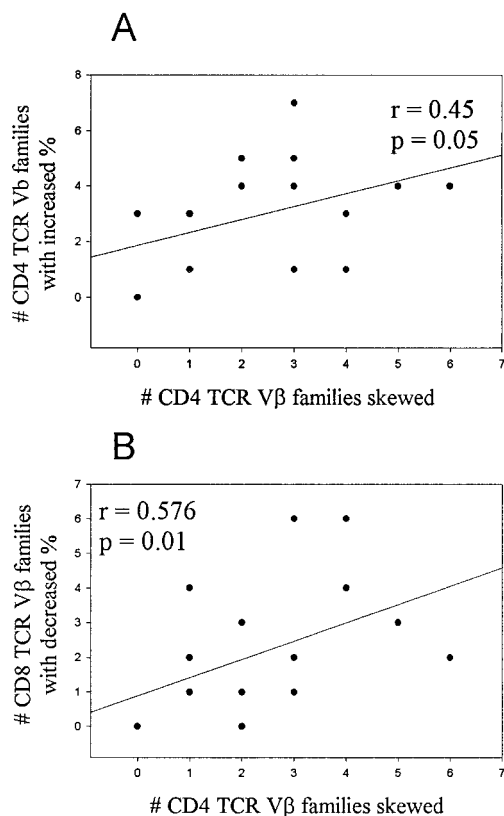 A
8
6
4
2
0
# CD4 TCR Vb families
with increased %
r = 0.45
p = 0.05
0 1 2 3 4 5 6 7
# CD4 TCR Vβ families skewed
B
7
6
5
4
3
2
1
0
# CD8 TCR Vβ families
with decreased %
r = 0.576
p = 0.01
0 1 2 3 4 5 6 7
# CD4 TCR Vβ families skewed